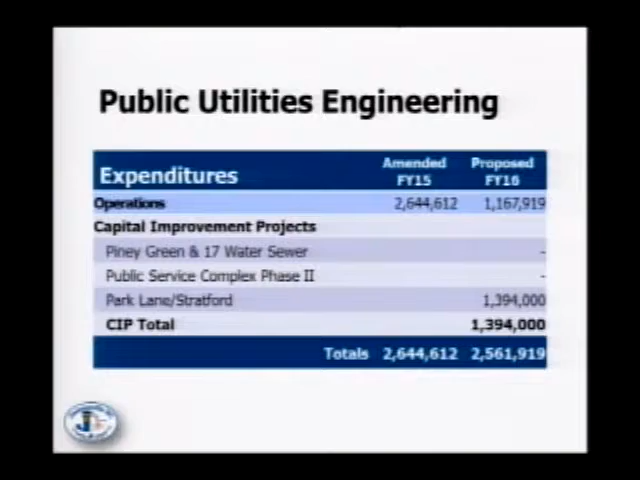 Public Utilities Engineering
Expenditures Amended FY15 Proposed FY16
Operations 2,644,612 1,167,919
Capital Improvement Projects
Piney Green & 17 Water Sewer -
Public Service Complex Phase II -
Park Lane/Stratford 1,394,000
CIP Total 1,394,000
Totals 2,644,612 2,561,919